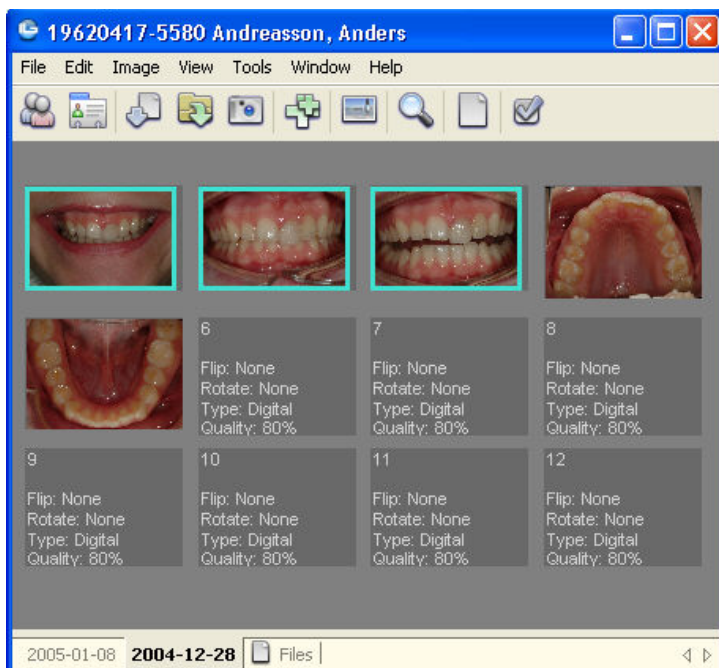 19620417-5580 Andreasson, Anders
File Edit Image View Tools Window Help
6 7 8
Flip: None Flip: None Flip: None
Rotate: None Rotate: None Rotate: None
Type: Digital Type: Digital Type: Digital
Quality: 80% Quality: 80% Quality: 80%
9 10 11 12
Flip: None Flip: None Flip: None Flip: None
Rotate: None Rotate: None Rotate: None Rotate: None
Type: Digital Type: Digital Type: Digital Type: Digital
Quality: 80% Quality: 80% Quality: 80% Quality: 80%
2005-01-08 2004-12-28 Files